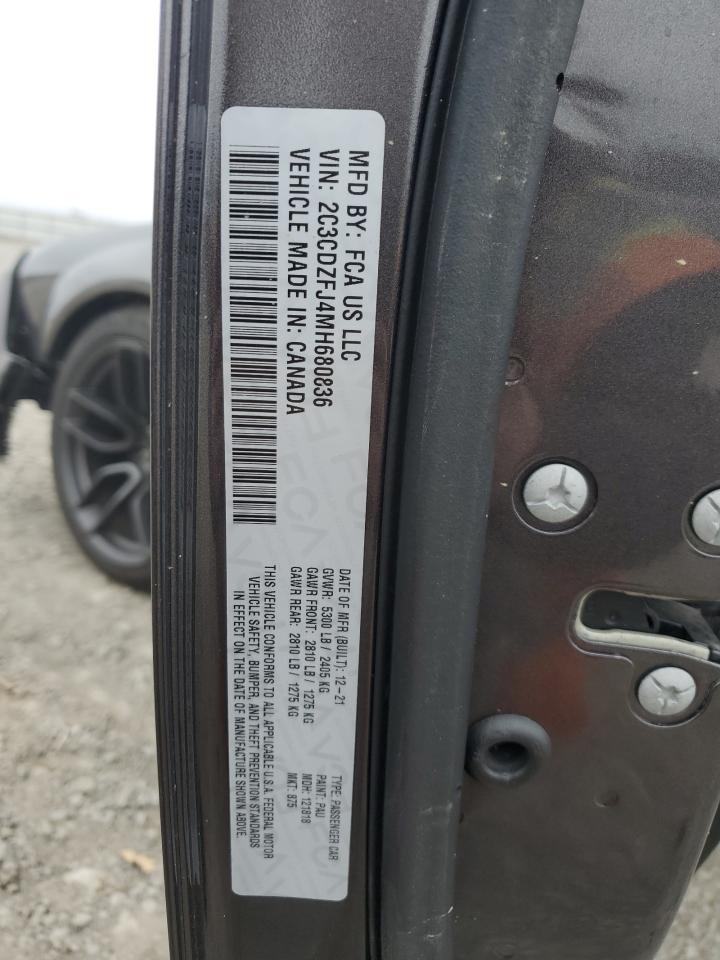 MFD BY: FCA US LLC
VIN: 2C3CDZFJ4MH680836
VEHICLE MADE IN: CANADA
DATE OF MFR (BUILT): 12-21
GVWR: 5300 LB / 2405 KG
GAWR FRONT: 2810 LB / 1275 KG
GAWR REAR: 2810 LB / 1275 KG
TYPE: PASSENGER CAR
PAINT: PAU
MDH: 121818
MKT: 875
THIS VEHICLE CONFORMS TO ALL APPLICABLE U.S.A. FEDERAL MOTOR
VEHICLE SAFETY, BUMPER, AND THEFT PREVENTION STANDARDS
IN EFFECT ON THE DATE OF MANUFACTURE SHOWN ABOVE.